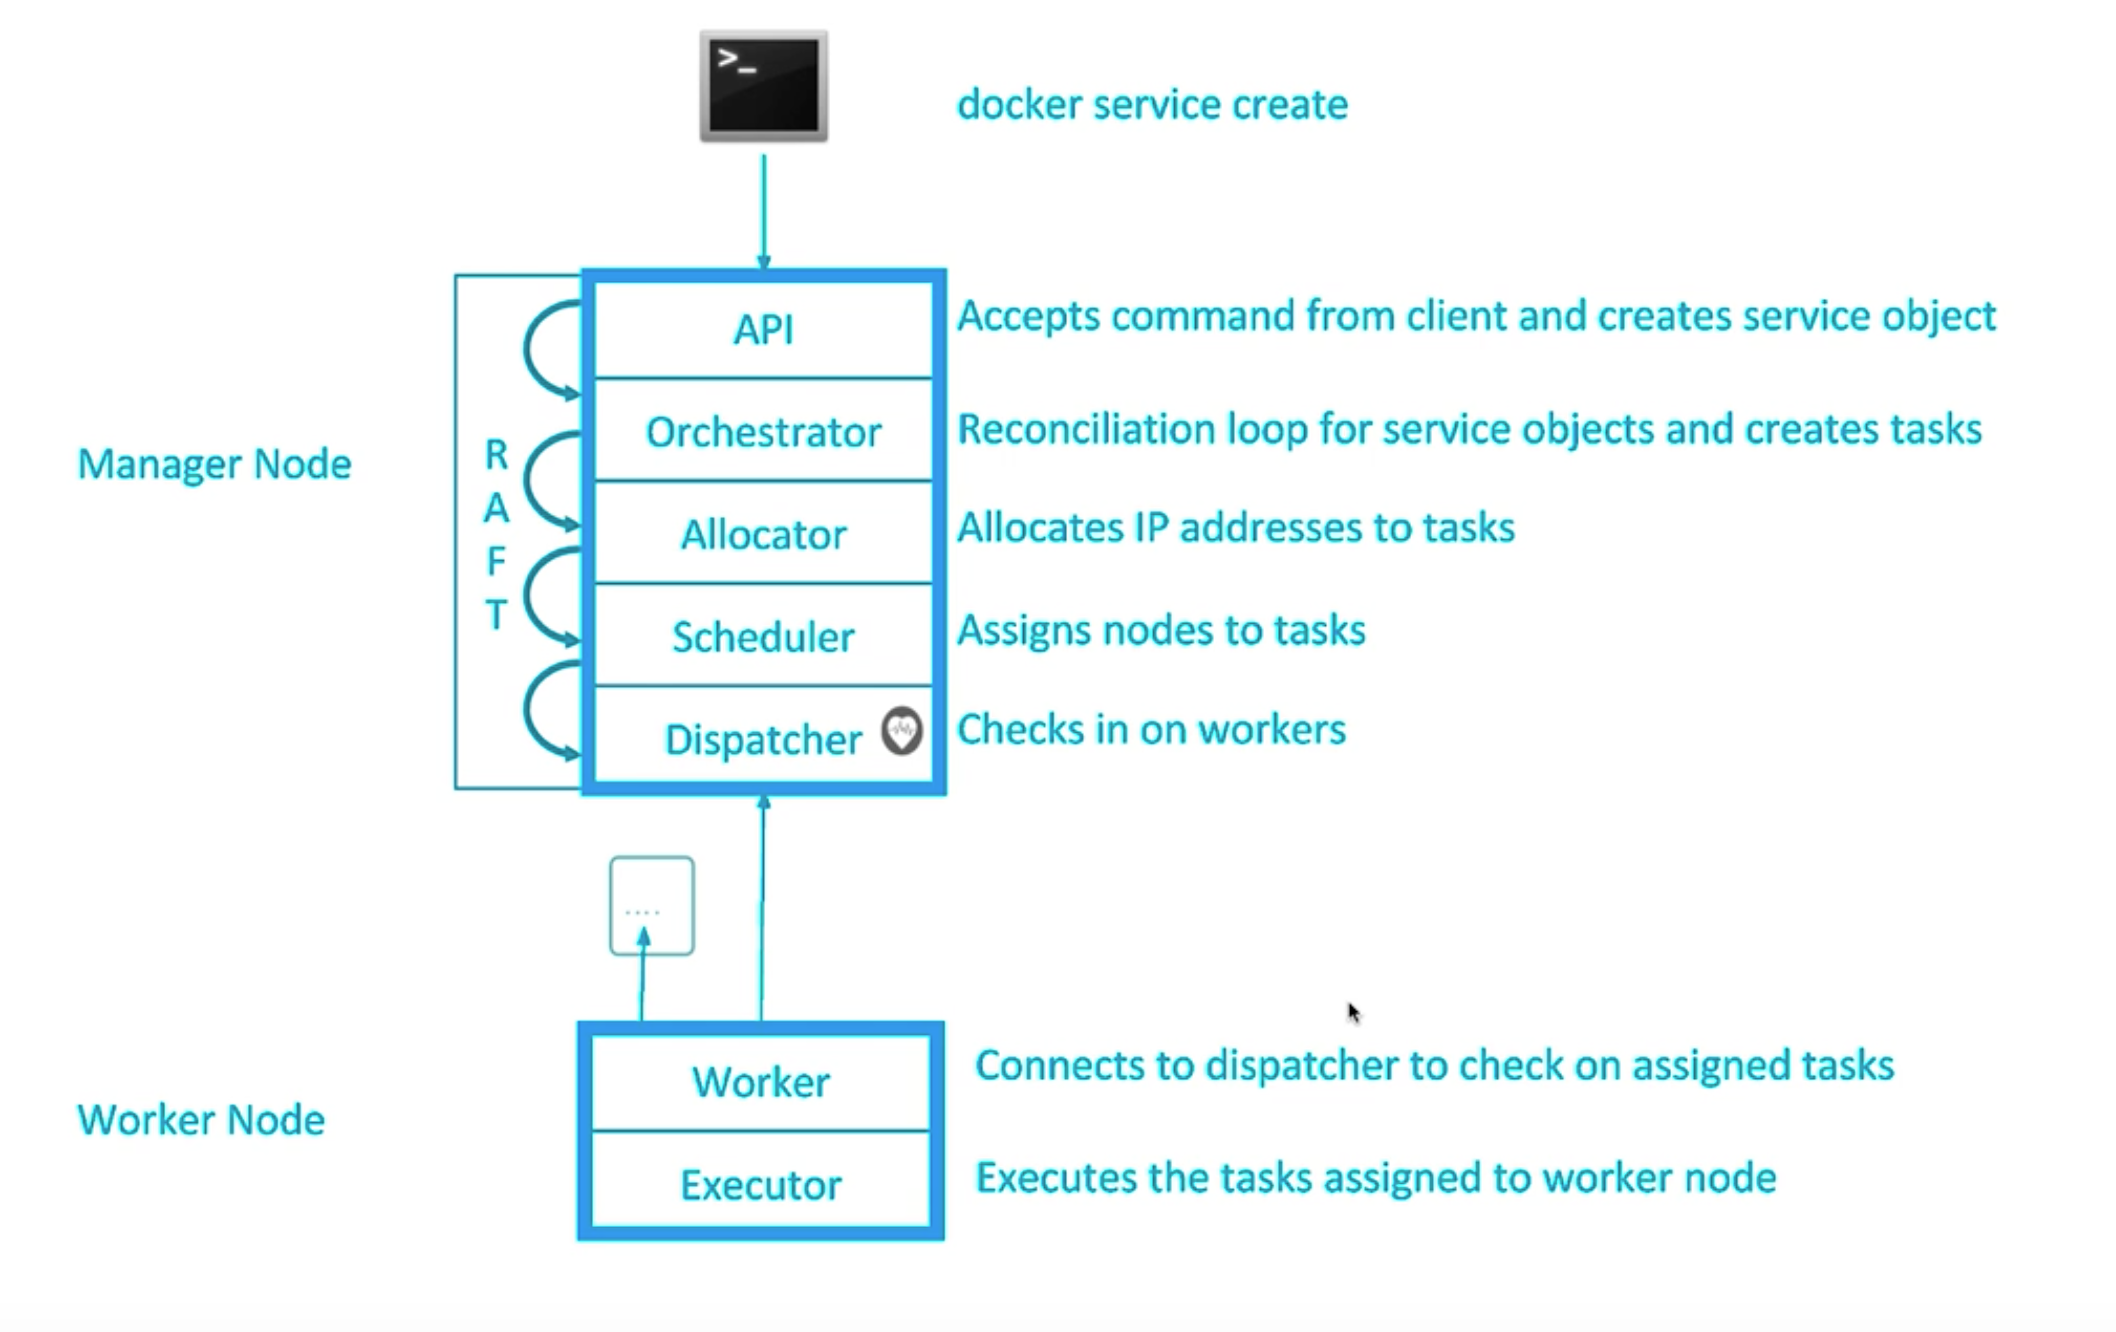 >_
docker service create
API
Accepts command from client and creates service object
Orchestrator
Reconciliation loop for service objects and creates tasks
Manager Node
R
A
F
T
Allocator
Allocates IP addresses to tasks
Scheduler
Assigns nodes to tasks
Dispatcher
Checks in on workers
....
Worker
Connects to dispatcher to check on assigned tasks
Worker Node
Executor
Executes the tasks assigned to worker node